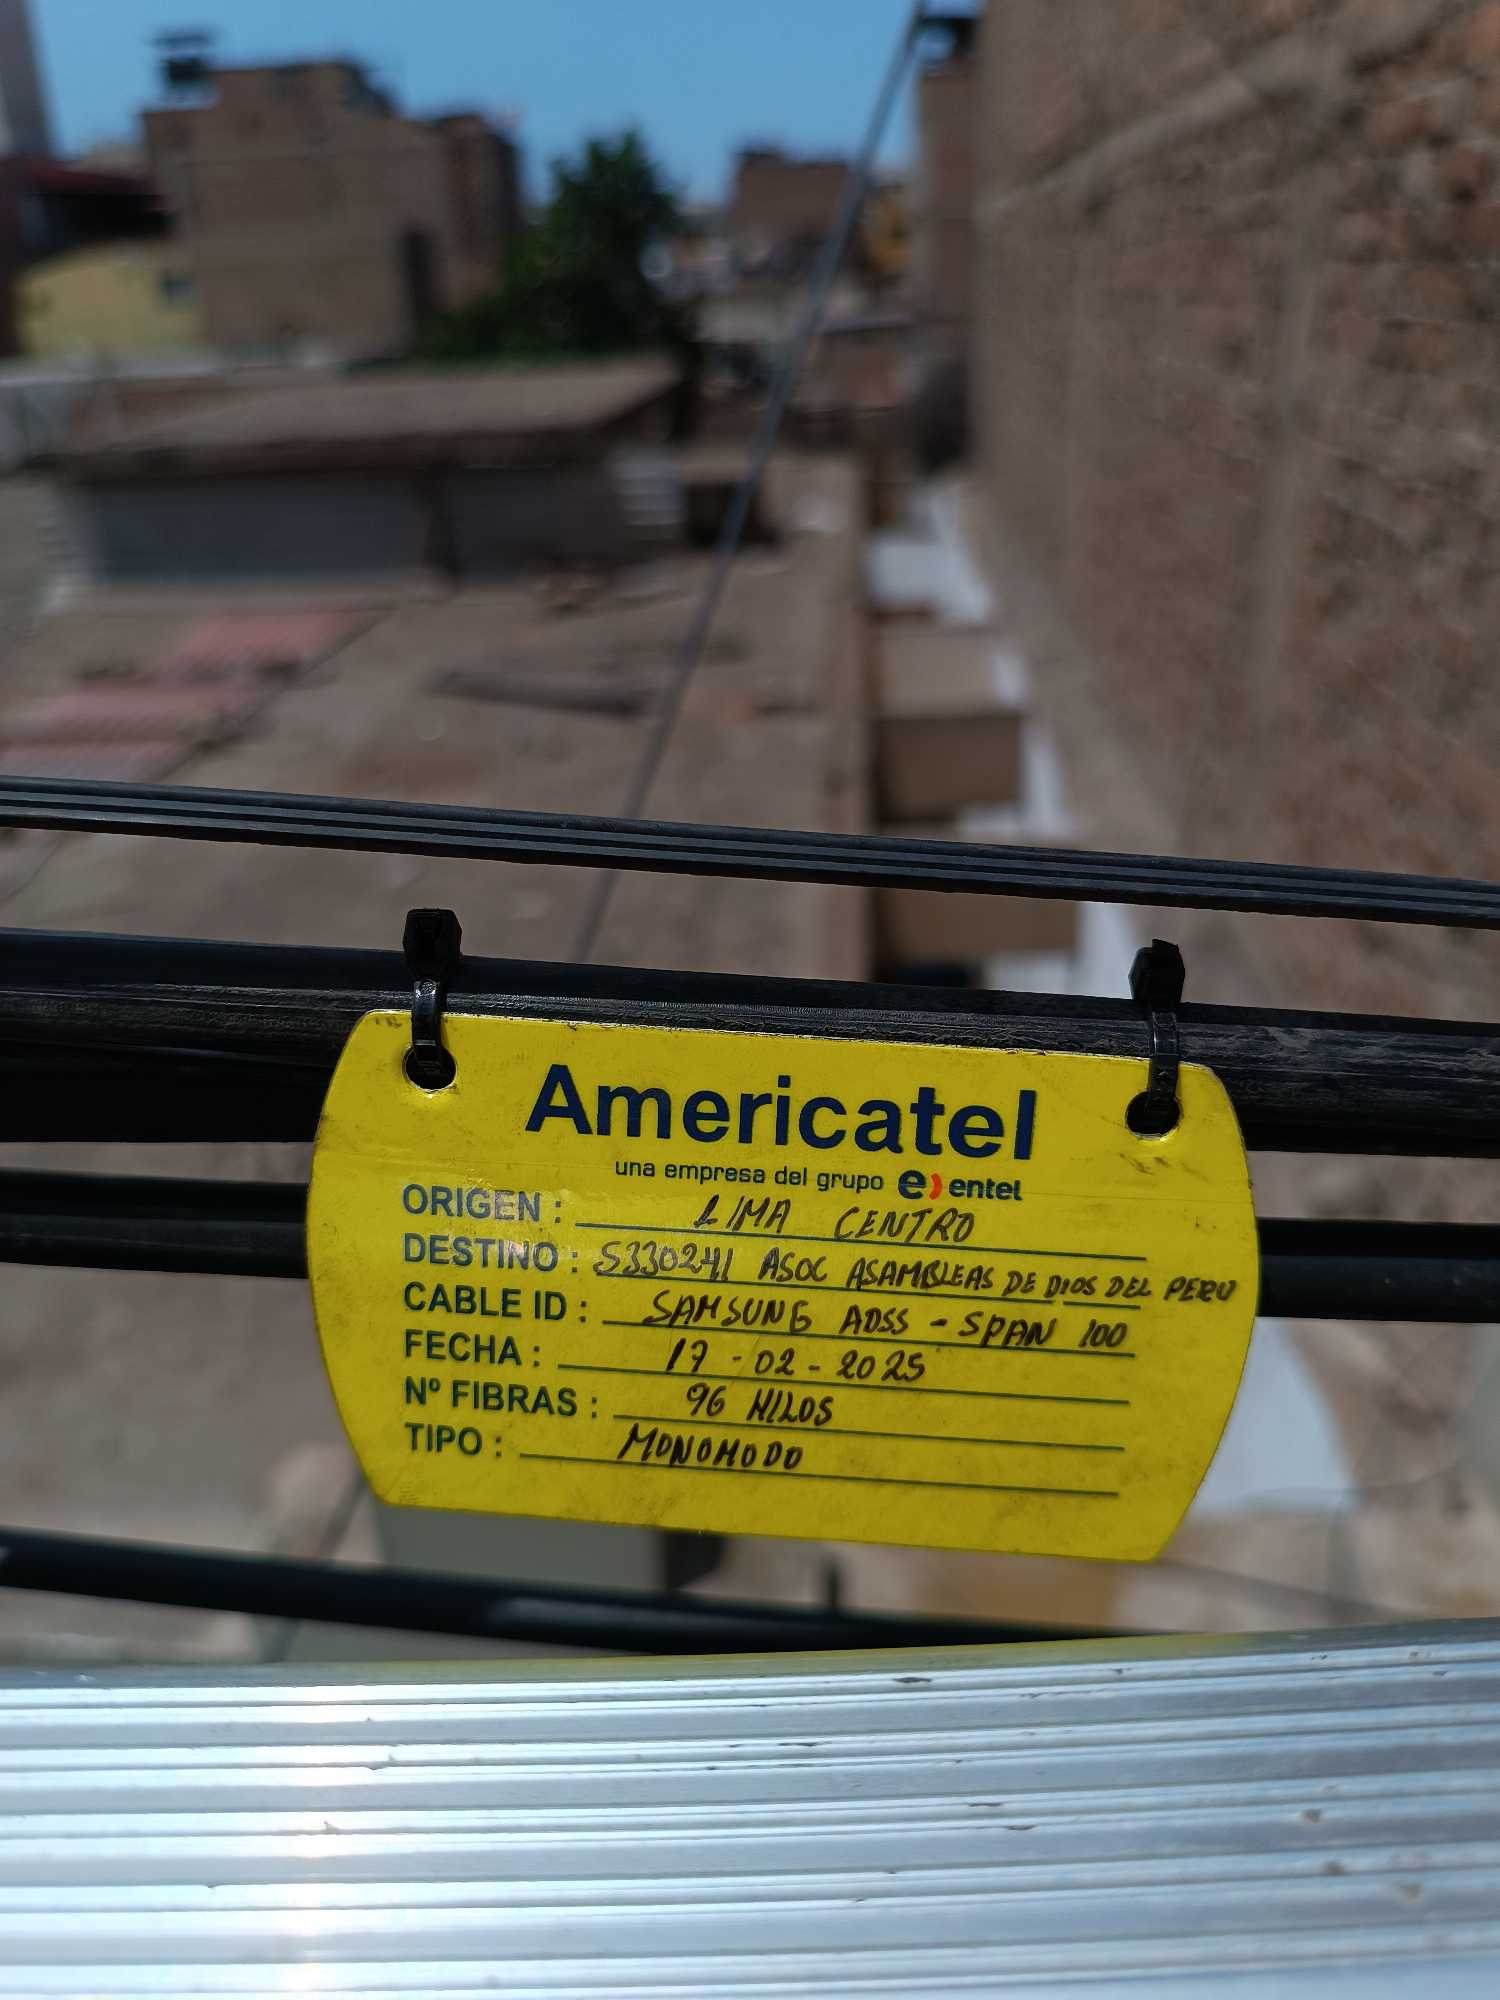 Americatel
una empresa del grupo e) entel
ORIGEN : LIMA CENTRO
DESTINO : 5330241 ASOC ASAMBLEAS DE DIOS DEL PERU
CABLE ID : SAMSUNG ADSS - SPAN 100
FECHA : 17-02-2025
Nº FIBRAS : 96 HILOS
TIPO : MONOMODO